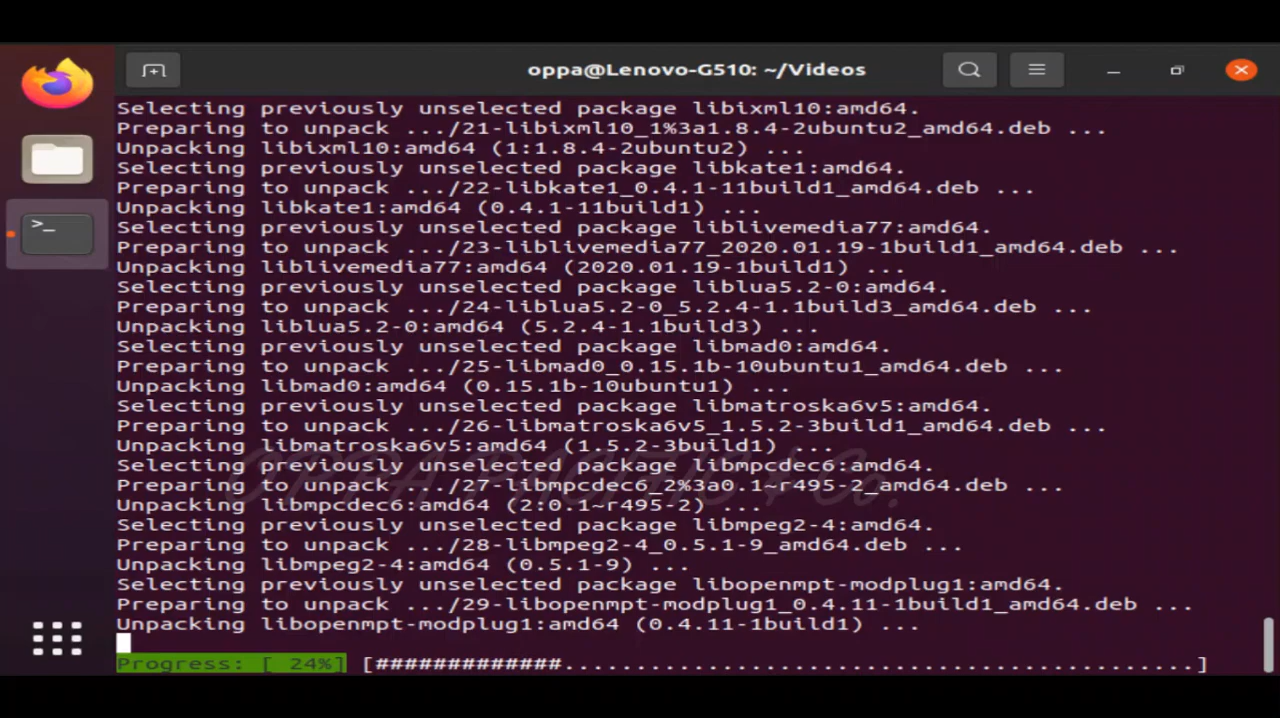 oppa@Lenovo-G510: ~/Videos
Selecting previously unselected package libixml10:amd64.
Preparing to unpack .../21-libixml10_1%3a1.8.4-2ubuntu2_amd64.deb ...
Unpacking libixml10:amd64 (1:1.8.4-2ubuntu2) ...
Selecting previously unselected package libkate1:amd64.
Preparing to unpack .../22-libkate1_0.4.1-11build1_amd64.deb ...
Unpacking libkate1:amd64 (0.4.1-11build1) ...
Selecting previously unselected package liblivemedia77:amd64.
Preparing to unpack .../23-liblivemedia77_2020.01.19-1build1_amd64.deb ...
Unpacking liblivemedia77:amd64 (2020.01.19-1build1) ...
Selecting previously unselected package liblua5.2-0:amd64.
Preparing to unpack .../24-liblua5.2-0_5.2.4-1.1build3_amd64.deb ...
Unpacking liblua5.2-0:amd64 (5.2.4-1.1build3) ...
Selecting previously unselected package libmad0:amd64.
Preparing to unpack .../25-libmad0_0.15.1b-10ubuntu1_amd64.deb ...
Unpacking libmad0:amd64 (0.15.1b-10ubuntu1) ...
Selecting previously unselected package libmatroska6v5:amd64.
Preparing to unpack .../26-libmatroska6v5_1.5.2-3build1_amd64.deb ...
Unpacking libmatroska6v5:amd64 (1.5.2-3build1) ...
Selecting previously unselected package libmpcdec6:amd64.
Preparing to unpack .../27-libmpcdec6_2%3a0.1~r495-2_amd64.deb ...
Unpacking libmpcdec6:amd64 (2:0.1~r495-2) ...
Selecting previously unselected package libmpeg2-4:amd64.
Preparing to unpack .../28-libmpeg2-4_0.5.1-9_amd64.deb ...
Unpacking libmpeg2-4:amd64 (0.5.1-9) ...
Selecting previously unselected package libopenmpt-modplug1:amd64.
Preparing to unpack .../29-libopenmpt-modplug1_0.4.11-1build1_amd64.deb ...
Unpacking libopenmpt-modplug1:amd64 (0.4.11-1build1) ...
Progress: [ 24%] [#############............................................]